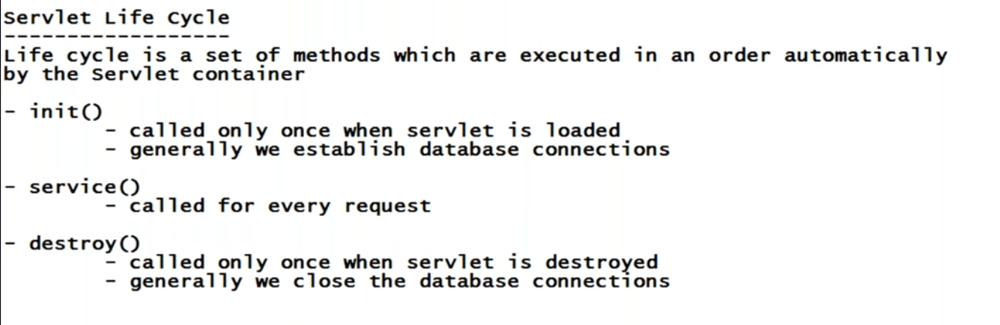 Servlet Life Cycle
------------------
Life cycle is a set of methods which are executed in an order automatically
by the Servlet container
- init()
- called only once when servlet is loaded
- generally we establish database connections
- service()
- called for every request
- destroy()
- called only once when servlet is destroyed
- generally we close the database connections